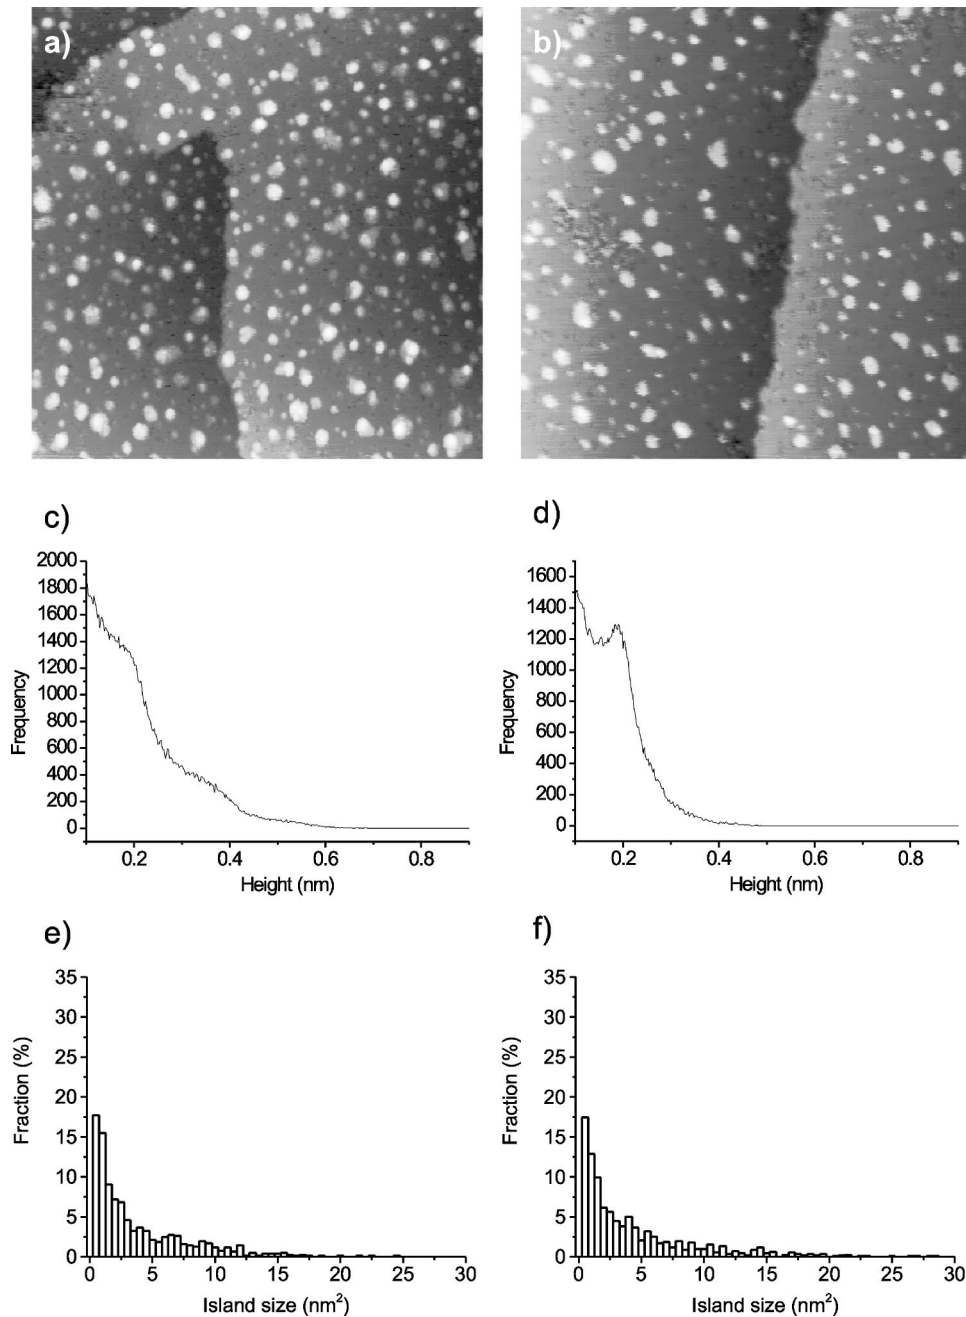 a)
b)
c)
2000
1800
1600
1400
1200
1000
800
600
400
200
0
Frequency
0.2 0.4 0.6 0.8
Height (nm)
d)
1600
1400
1200
1000
800
600
400
200
0
Frequency
0.2 0.4 0.6 0.8
Height (nm)
e)
35
30
25
20
15
10
5
0
Fraction (%)
0 5 10 15 20 25 30
Island size (nm²)
f)
35
30
25
20
15
10
5
0
Fraction (%)
0 5 10 15 20 25 30
Island size (nm²)